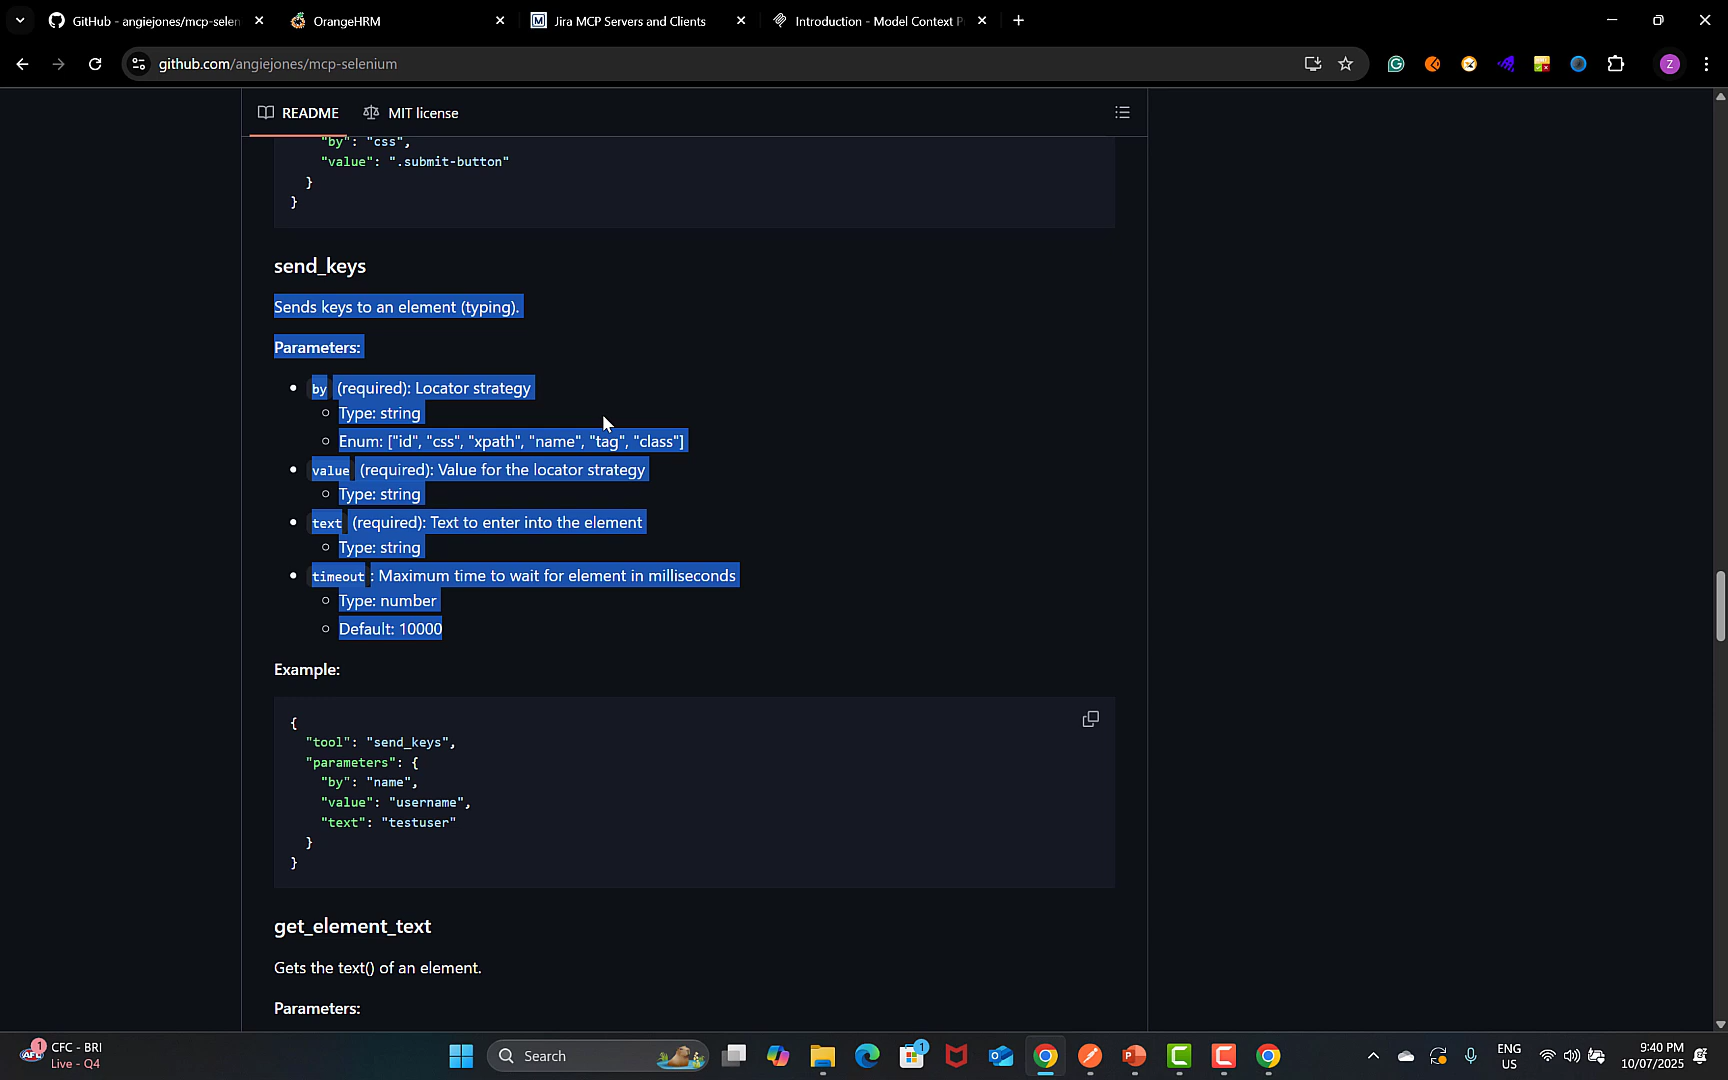 GitHub - angiejones/mcp-selen
OrangeHRM
Jira MCP Servers and Clients
Introduction - Model Context P
github.com/angiejones/mcp-selenium
Z
README
MIT license
"by": "css",
"value": ".submit-button"
}
}
send_keys
Sends keys to an element (typing).
Parameters:
by (required): Locator strategy
Type: string
Enum: ["id", "css", "xpath", "name", "tag", "class"]
value (required): Value for the locator strategy
Type: string
text (required): Text to enter into the element
Type: string
timeout : Maximum time to wait for element in milliseconds
Type: number
Default: 10000
Example:
{
"tool": "send_keys",
"parameters": {
"by": "name",
"value": "username",
"text": "testuser"
}
}
get_element_text
Gets the text() of an element.
Parameters:
1
CFC - BRI
Live - Q4
Search
1
ENG
US
9:40 PM
10/07/2025